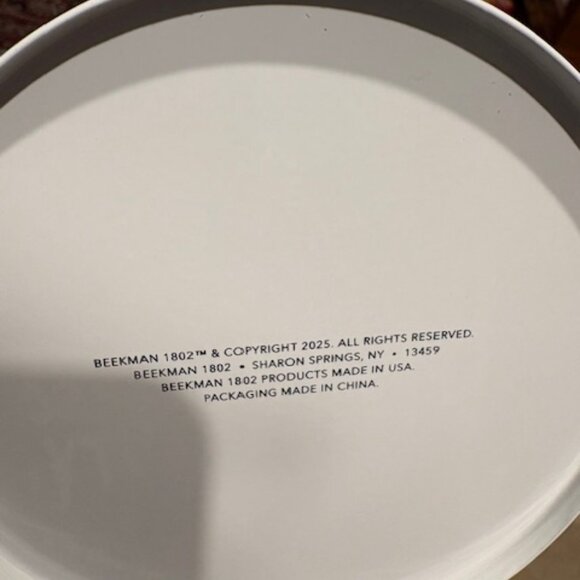 BEEKMAN 1802™ & COPYRIGHT 2025. ALL RIGHTS RESERVED.
BEEKMAN 1802 • SHARON SPRINGS, NY • 13459
BEEKMAN 1802 PRODUCTS MADE IN USA.
PACKAGING MADE IN CHINA.